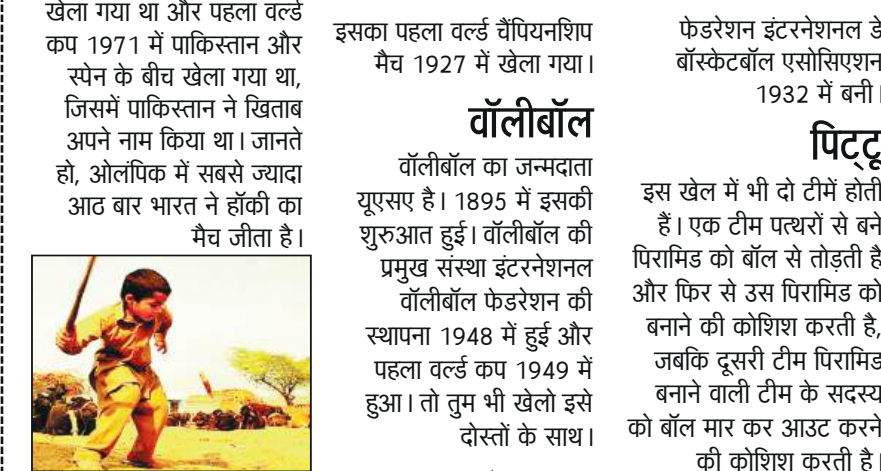 खेला गया था और पहला वर्ल्ड
कप 1971 में पाकिस्तान और
स्पेन के बीच खेला गया था,
जिसमें पाकिस्तान ने खिताब
अपने नाम किया था। जानते
हो, ओलंपिक में सबसे ज्यादा
आठ बार भारत ने हॉकी का
मैच जीता है।
इसका पहला वर्ल्ड चैंपियनशिप
मैच 1927 में खेला गया।
वॉलीबॉल
वॉलीबॉल का जन्मदाता
यूएसए है। 1895 में इसकी
शुरुआत हुई। वॉलीबॉल की
प्रमुख संस्था इंटरनेशनल
वॉलीबॉल फेडरेशन की
स्थापना 1948 में हुई और
पहला वर्ल्ड कप 1949 में
हुआ। तो तुम भी खेलो इसे
दोस्तों के साथ।
फेडरेशन इंटरनेशनल डे
बॉस्केटबॉल एसोसिएशन
1932 में बनी।
पिट्टू
इस खेल में भी दो टीमें होती
हैं। एक टीम पत्थरों से बने
पिरामिड को बॉल से तोड़ती है
और फिर से उस पिरामिड को
बनाने की कोशिश करती है,
जबकि दूसरी टीम पिरामिड
बनाने वाली टीम के सदस्य
को बॉल मार कर आउट करने
की कोशिश करती है।